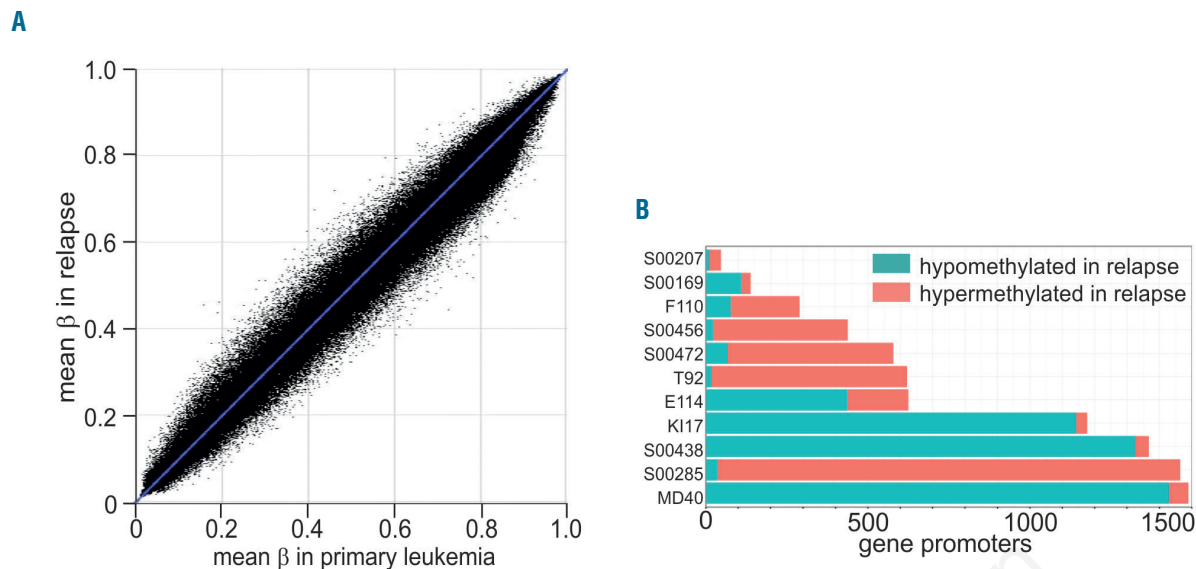 A
1.0
0.8
0.6
0.4
0.2
0
mean β in relapse
0 0.2 0.4 0.6 0.8 1.0
mean β in primary leukemia
B
hypomethylated in relapse
hypermethylated in relapse
S00207
S00169
F110
S00456
S00472
T92
E114
KI17
S00438
S00285
MD40
0 500 1000 1500
gene promoters